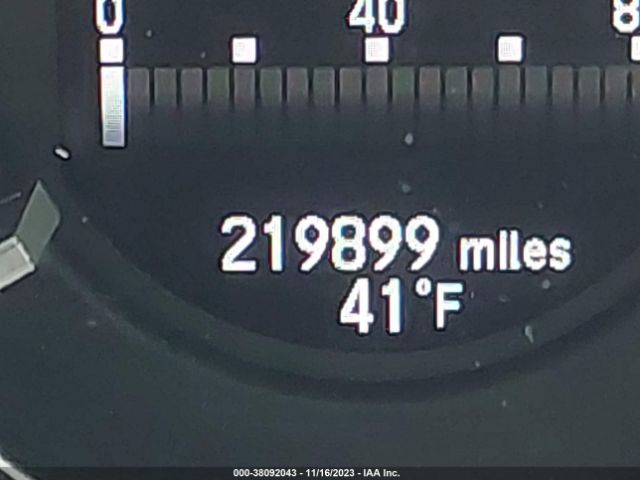 0 40 8
219899 miles
41°F
000-38092043 - 11/16/2023 - IAA Inc.